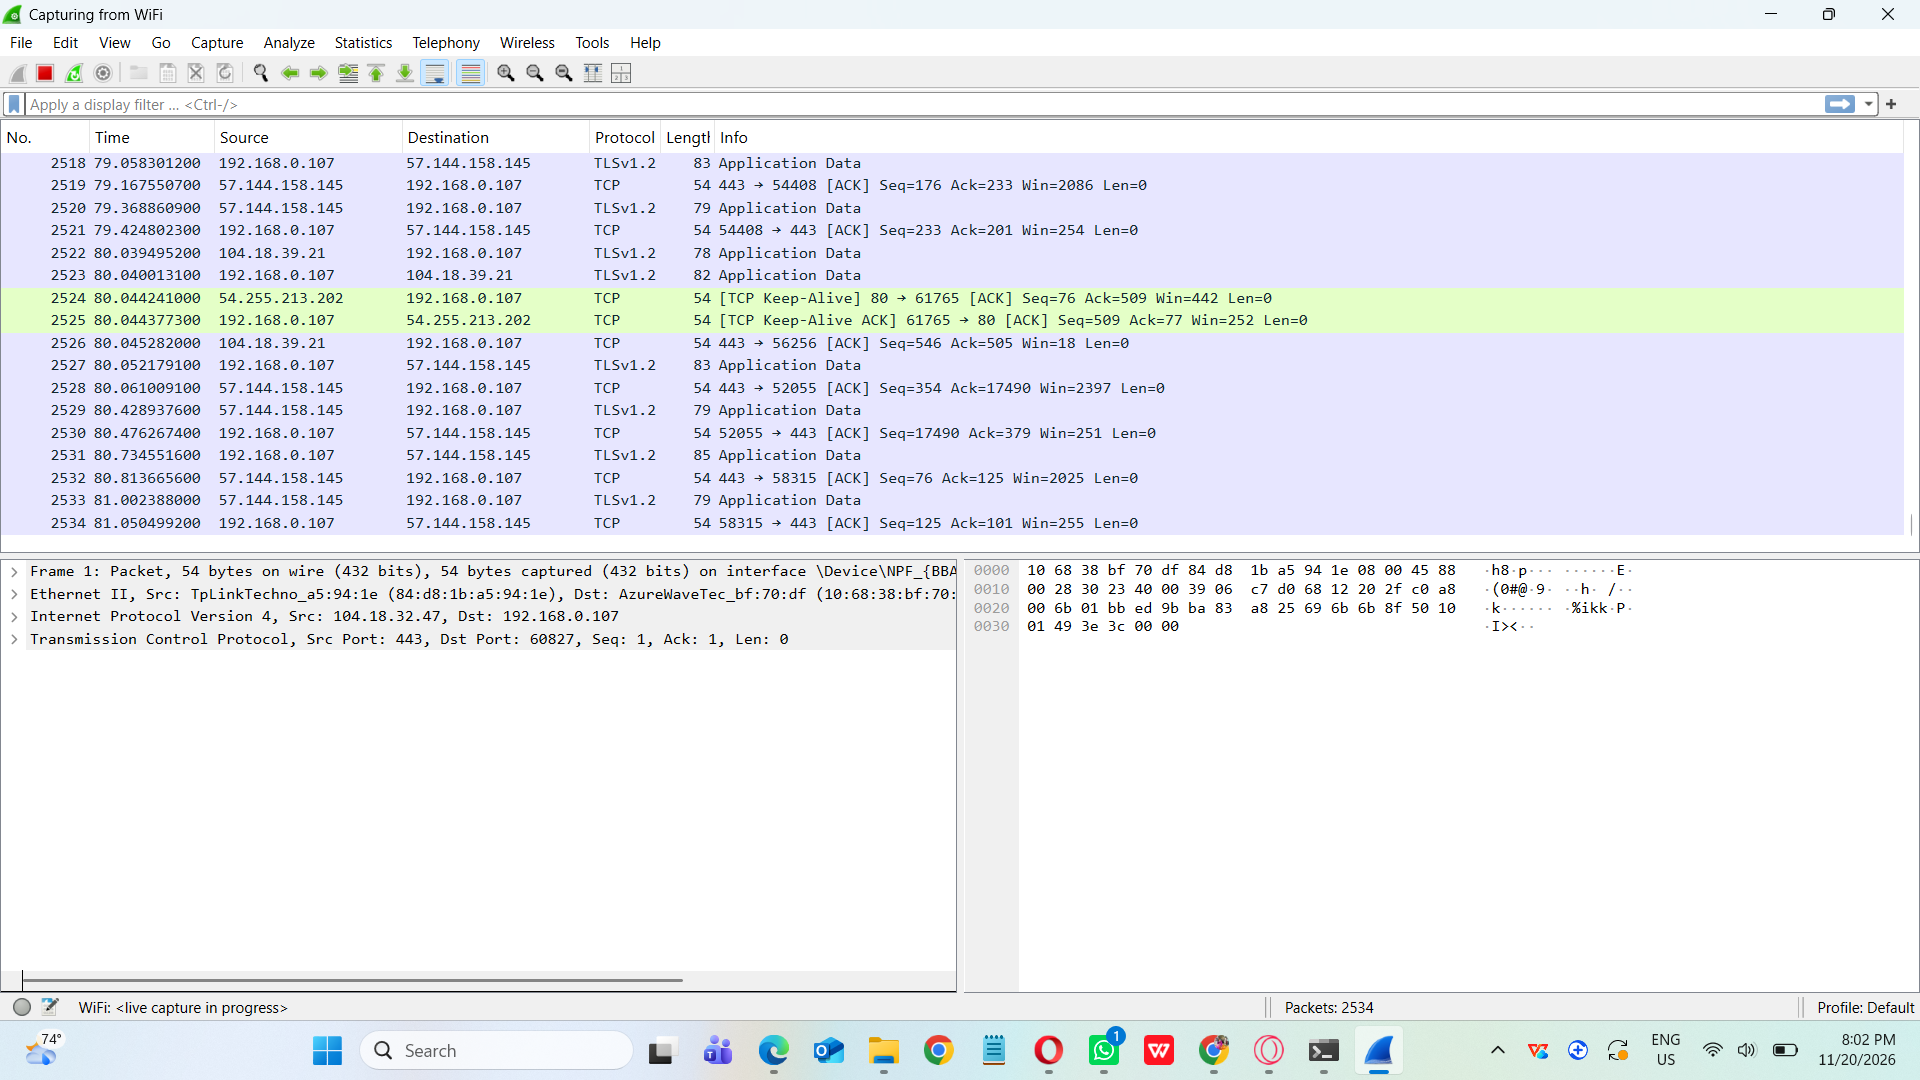 Capturing from WiFi
File Edit View Go Capture Analyze Statistics Telephony Wireless Tools Help
Apply a display filter … <Ctrl-/>
No. Time Source Destination Protocol Length Info
2518 79.058301200 192.168.0.107 57.144.158.145 TLSv1.2 83 Application Data
2519 79.167550700 57.144.158.145 192.168.0.107 TCP 54 443 → 54408 [ACK] Seq=176 Ack=233 Win=2086 Len=0
2520 79.368860900 57.144.158.145 192.168.0.107 TLSv1.2 79 Application Data
2521 79.424802300 192.168.0.107 57.144.158.145 TCP 54 54408 → 443 [ACK] Seq=233 Ack=201 Win=254 Len=0
2522 80.039495200 104.18.39.21 192.168.0.107 TLSv1.2 78 Application Data
2523 80.040013100 192.168.0.107 104.18.39.21 TLSv1.2 82 Application Data
2524 80.044241000 54.255.213.202 192.168.0.107 TCP 54 [TCP Keep-Alive] 80 → 61765 [ACK] Seq=76 Ack=509 Win=442 Len=0
2525 80.044377300 192.168.0.107 54.255.213.202 TCP 54 [TCP Keep-Alive ACK] 61765 → 80 [ACK] Seq=509 Ack=77 Win=252 Len=0
2526 80.045282000 104.18.39.21 192.168.0.107 TCP 54 443 → 56256 [ACK] Seq=546 Ack=505 Win=18 Len=0
2527 80.052179100 192.168.0.107 57.144.158.145 TLSv1.2 83 Application Data
2528 80.061009100 57.144.158.145 192.168.0.107 TCP 54 443 → 52055 [ACK] Seq=354 Ack=17490 Win=2397 Len=0
2529 80.428937600 57.144.158.145 192.168.0.107 TLSv1.2 79 Application Data
2530 80.476267400 192.168.0.107 57.144.158.145 TCP 54 52055 → 443 [ACK] Seq=17490 Ack=379 Win=251 Len=0
2531 80.734551600 192.168.0.107 57.144.158.145 TLSv1.2 85 Application Data
2532 80.813665600 57.144.158.145 192.168.0.107 TCP 54 443 → 58315 [ACK] Seq=76 Ack=125 Win=2025 Len=0
2533 81.002388000 57.144.158.145 192.168.0.107 TLSv1.2 79 Application Data
2534 81.050499200 192.168.0.107 57.144.158.145 TCP 54 58315 → 443 [ACK] Seq=125 Ack=101 Win=255 Len=0
Frame 1: Packet, 54 bytes on wire (432 bits), 54 bytes captured (432 bits) on interface \Device\NPF_{BBA
Ethernet II, Src: TpLinkTechno_a5:94:1e (84:d8:1b:a5:94:1e), Dst: AzureWaveTec_bf:70:df (10:68:38:bf:70:
Internet Protocol Version 4, Src: 104.18.32.47, Dst: 192.168.0.107
Transmission Control Protocol, Src Port: 443, Dst Port: 60827, Seq: 1, Ack: 1, Len: 0
0000 10 68 38 bf 70 df 84 d8 1b a5 94 1e 08 00 45 88 ·h8·p··· ······E·
0010 00 28 30 23 40 00 39 06 c7 d0 68 12 20 2f c0 a8 ·(0#@·9· ··h· /··
0020 00 6b 01 bb ed 9b ba 83 a8 25 69 6b 6b 8f 50 10 ·k······ ·%ikk·P·
0030 01 49 3e 3c 00 00 ·I><··
WiFi: <live capture in progress> Packets: 2534 Profile: Default
74°
Search
1
ENG
US
8:02 PM
11/20/2026